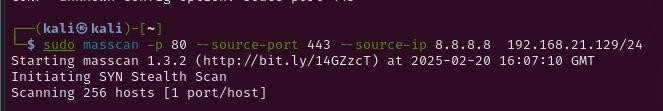 ┌──(kali㉿kali)-[~]
└─$ sudo masscan -p 80 --source-port 443 --source-ip 8.8.8.8  192.168.21.129/24
Starting masscan 1.3.2 (http://bit.ly/14GZzcT) at 2025-02-20 16:07:10 GMT
Initiating SYN Stealth Scan
Scanning 256 hosts [1 port/host]